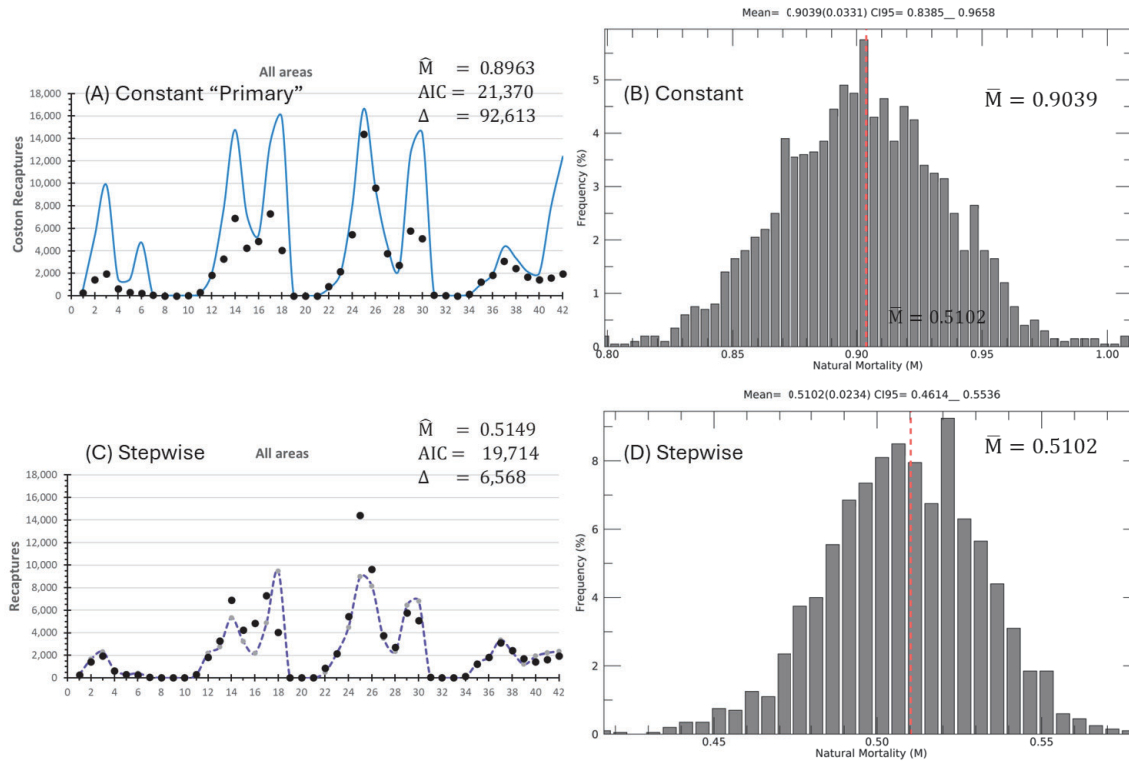 Mean= 0.9039(0.0331) CI95= 0.8385__ 0.9658
All areas
(A) Constant “Primary”
M̂ = 0.8963
AIC = 21,370
Δ = 92,613
Coston Recaptures
18,000
16,000
14,000
12,000
10,000
8,000
6,000
4,000
2,000
0
0 2 4 6 8 10 12 14 16 18 20 22 24 26 28 30 32 34 36 38 40 42
(B) Constant
M̄ = 0.9039
M̄ = 0.5102
Frequency (%)
5
4
3
2
1
0
0.80 0.85 0.90 0.95 1.00
Natural Mortality (M)
(C) Stepwise
All areas
M̂ = 0.5149
AIC = 19,714
Δ = 6,568
Recaptures
18,000
16,000
14,000
12,000
10,000
8,000
6,000
4,000
2,000
0
0 2 4 6 8 10 12 14 16 18 20 22 24 26 28 30 32 34 36 38 40 42
Mean= 0.5102(0.0234) CI95= 0.4614__ 0.5536
(D) Stepwise
M̄ = 0.5102
Frequency (%)
8
6
4
2
0
0.45 0.50 0.55
Natural Mortality (M)